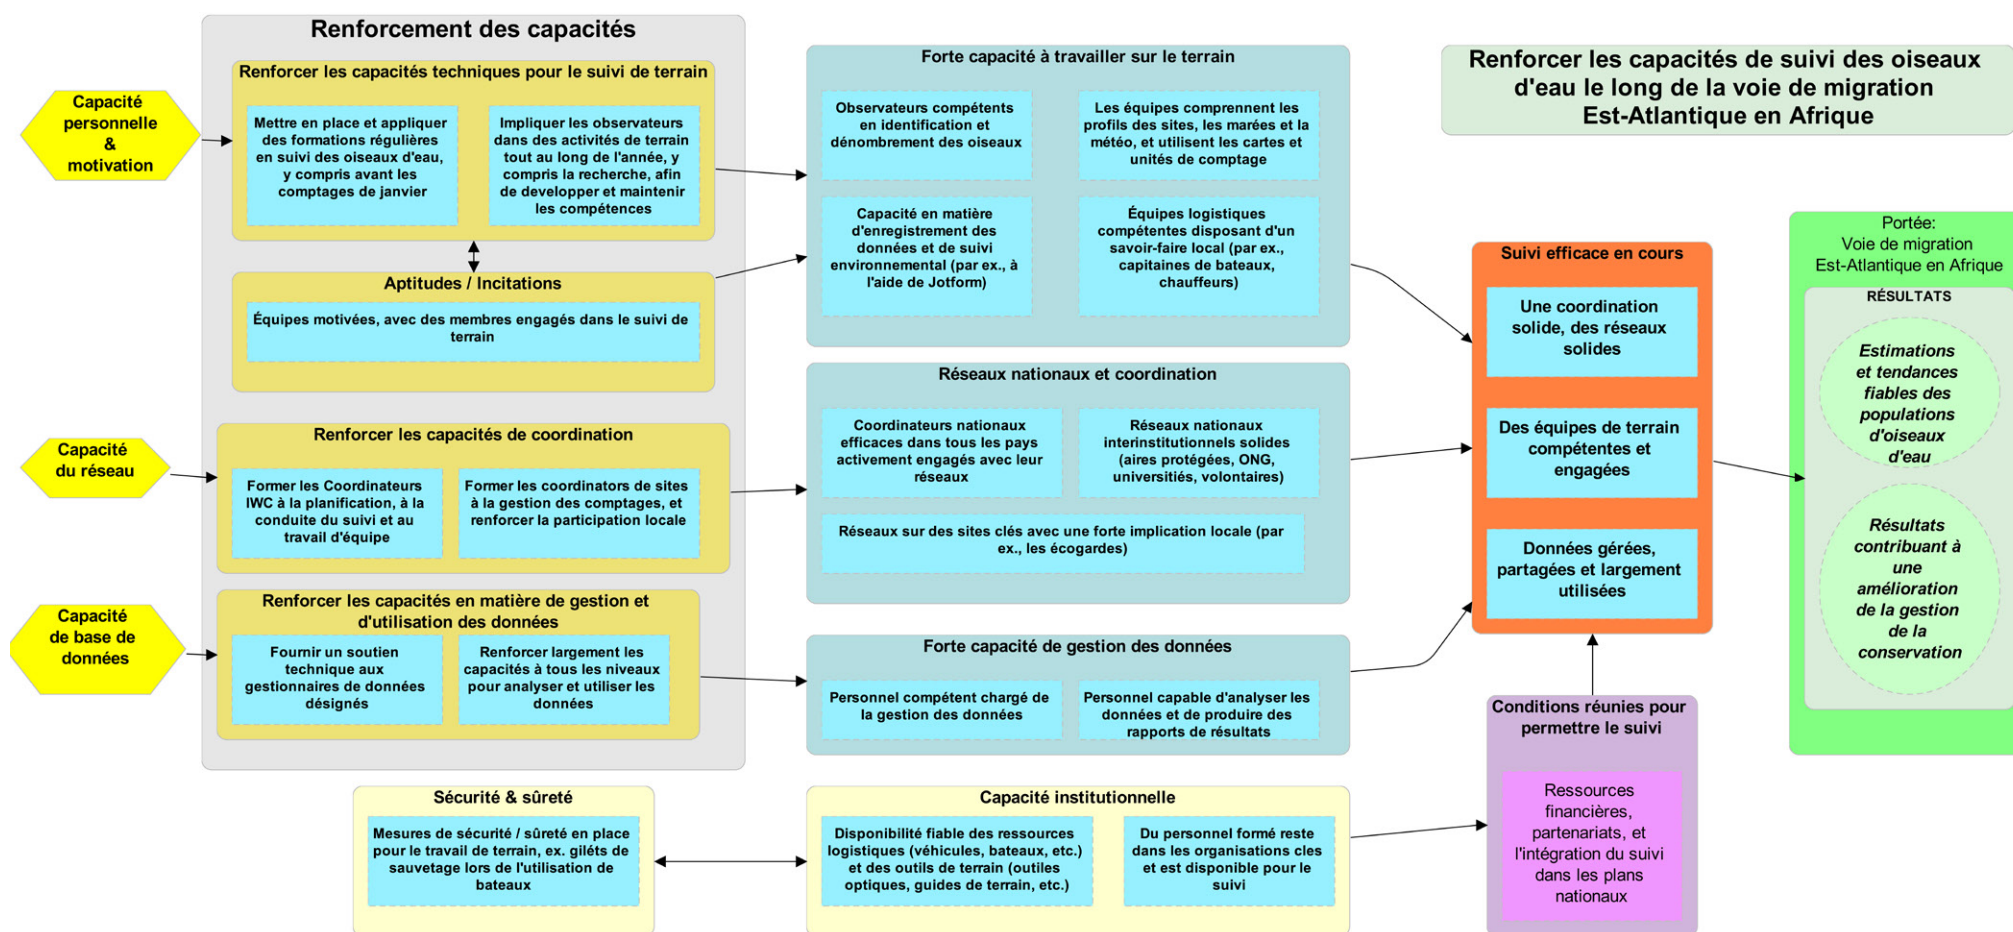 Renforcement des capacités
Capacité
personnelle
&
motivation
Renforcer les capacités techniques pour le suivi de terrain
Mettre en place et appliquer
des formations régulières
en suivi des oiseaux d'eau,
y compris avant les
comptages de janvier
Impliquer les observateurs
dans des activités de terrain
tout au long de l'année, y
compris la recherche, afin
de developper et maintenir
les compétences
Aptitudes / Incitations
Équipes motivées, avec des membres engagés dans le suivi de
terrain
Capacité
du réseau
Renforcer les capacités de coordination
Former les Coordinateurs
IWC à la planification, à la
conduite du suivi et au
travail d'équipe
Former les coordinators de sites
à la gestion des comptages, et
renforcer la participation locale
Capacité
de base de
données
Renforcer les capacités en matière de gestion et
d'utilisation des données
Fournir un soutien
technique aux
gestionnaires de données
désignés
Renforcer largement les
capacités à tous les niveaux
pour analyser et utiliser les
données
Forte capacité à travailler sur le terrain
Observateurs compétents
en identification et
dénombrement des oiseaux
Les équipes comprennent les
profils des sites, les marées et la
météo, et utilisent les cartes et
unités de comptage
Capacité en matière
d'enregistrement des
données et de suivi
environmental (par ex., à
l'aide de Jotform)
Équipes logistiques
compétentes disposant d'un
savoir-faire local (par ex.,
capitaines de bateaux,
chauffeurs)
Réseaux nationaux et coordination
Coordinateurs nationaux
efficaces dans tous les pays
activement engagés avec leur
réseaux
Réseaux nationaux
interinstitutionnels solides
(aires protégées, ONG,
universitiés, volontaires)
Réseaux sur des sites clés avec une forte implication locale (par
ex., les écogardes)
Forte capacité de gestion des données
Personnel compétent chargé de
la gestion des données
Personnel capable d'analyser les
données et de produire des
rapports de résultats
Sécurité & sûreté
Mesures de sécurité / sûreté en place
pour le travail de terrain, ex. giléts de
sauvetage lors de l'utilisation de
bateaux
Capacité institutionnelle
Disponibilité fiable des ressources
logistiques (véhicules, bateaux, etc.)
et des outils de terrain (outiles
optiques, guides de terrain, etc.)
Du personnel formé reste
dans les organisations cles
et est disponible pour le
suivi
Renforcer les capacités de suivi des oiseaux
d'eau le long de la voie de migration
Est-Atlantique en Afrique
Suivi efficace en cours
Une coordination
solide, des réseaux
solides
Des équipes de terrain
compétentes et
engagées
Données gérées,
partagées et largement
utilisées
Conditions réunies pour
permettre le suivi
Ressources
financières,
partenariats, et
l'intégration du suivi
dans les plans
nationaux
Portée:
Voie de migration
Est-Atlantique en Afrique
RÉSULTATS
Estimations
et tendances
fiables des
populations
d'oiseaux
d'eau
Résultats
contribuant à
une
amélioration
de la gestion
de la
conservation